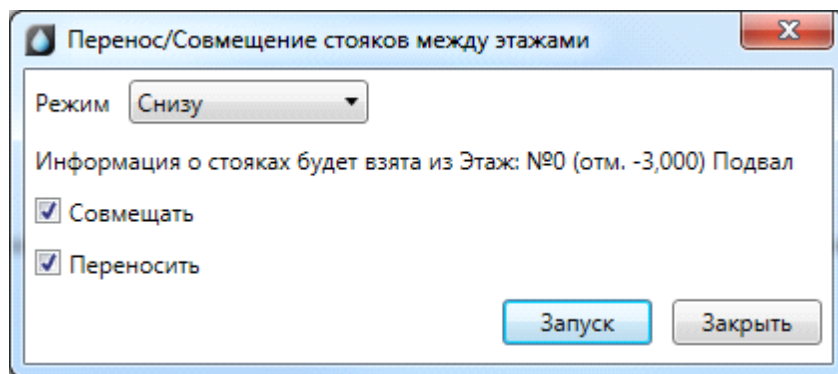 Перенос/Совмещение стояков между этажами
Режим Снизу
Информация о стояках будет взята из Этаж: №0 (отм. -3,000) Подвал
Совмещать
Переносить
Запуск Закрыть